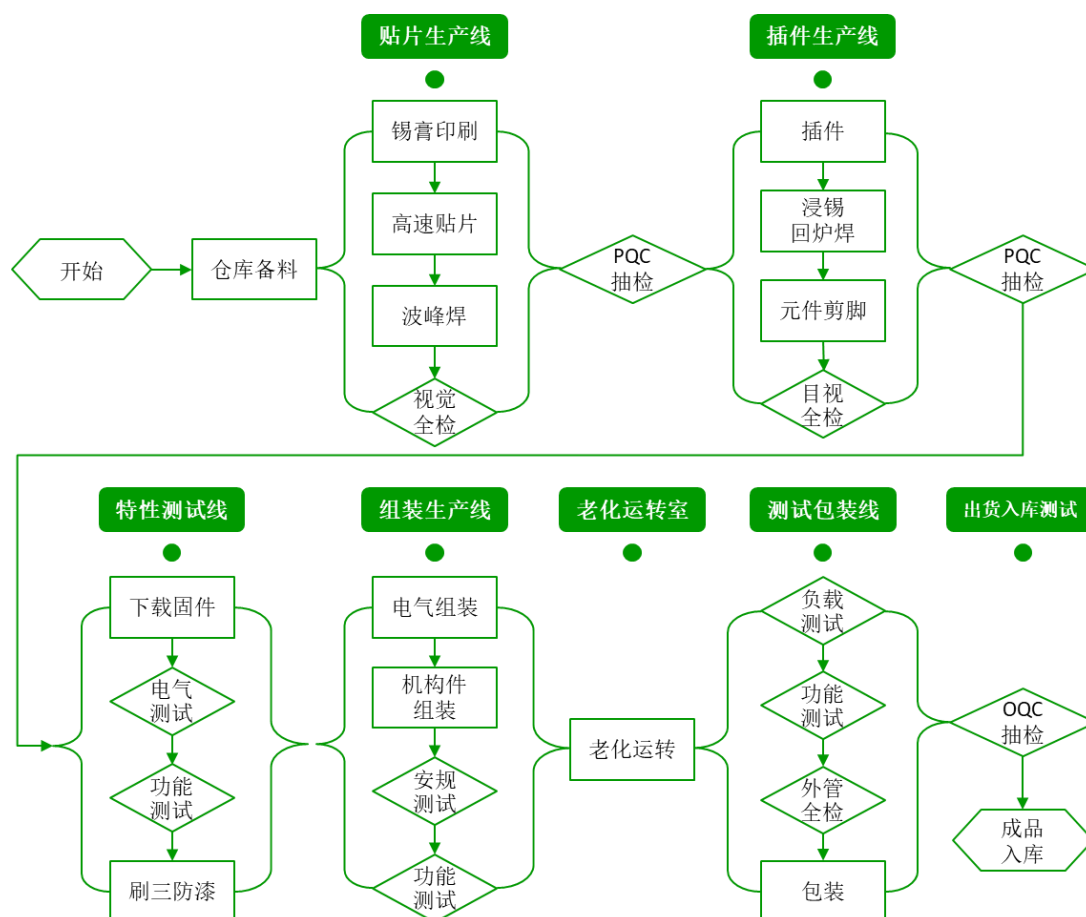 贴片生产线
插件生产线
锡膏印刷
高速贴片
波峰焊
视觉
全检
开始
仓库备料
PQC
抽检
插件
浸锡
回炉焊
元件剪脚
目视
全检
PQC
抽检
特性测试线
组装生产线
老化运转室
测试包装线
出货入库测试
下载固件
电气
测试
功能
测试
刷三防漆
电气组装
机构件
组装
安规
测试
功能
测试
老化运转
负载
测试
功能
测试
外管
全检
包装
OQC
抽检
成品
入库